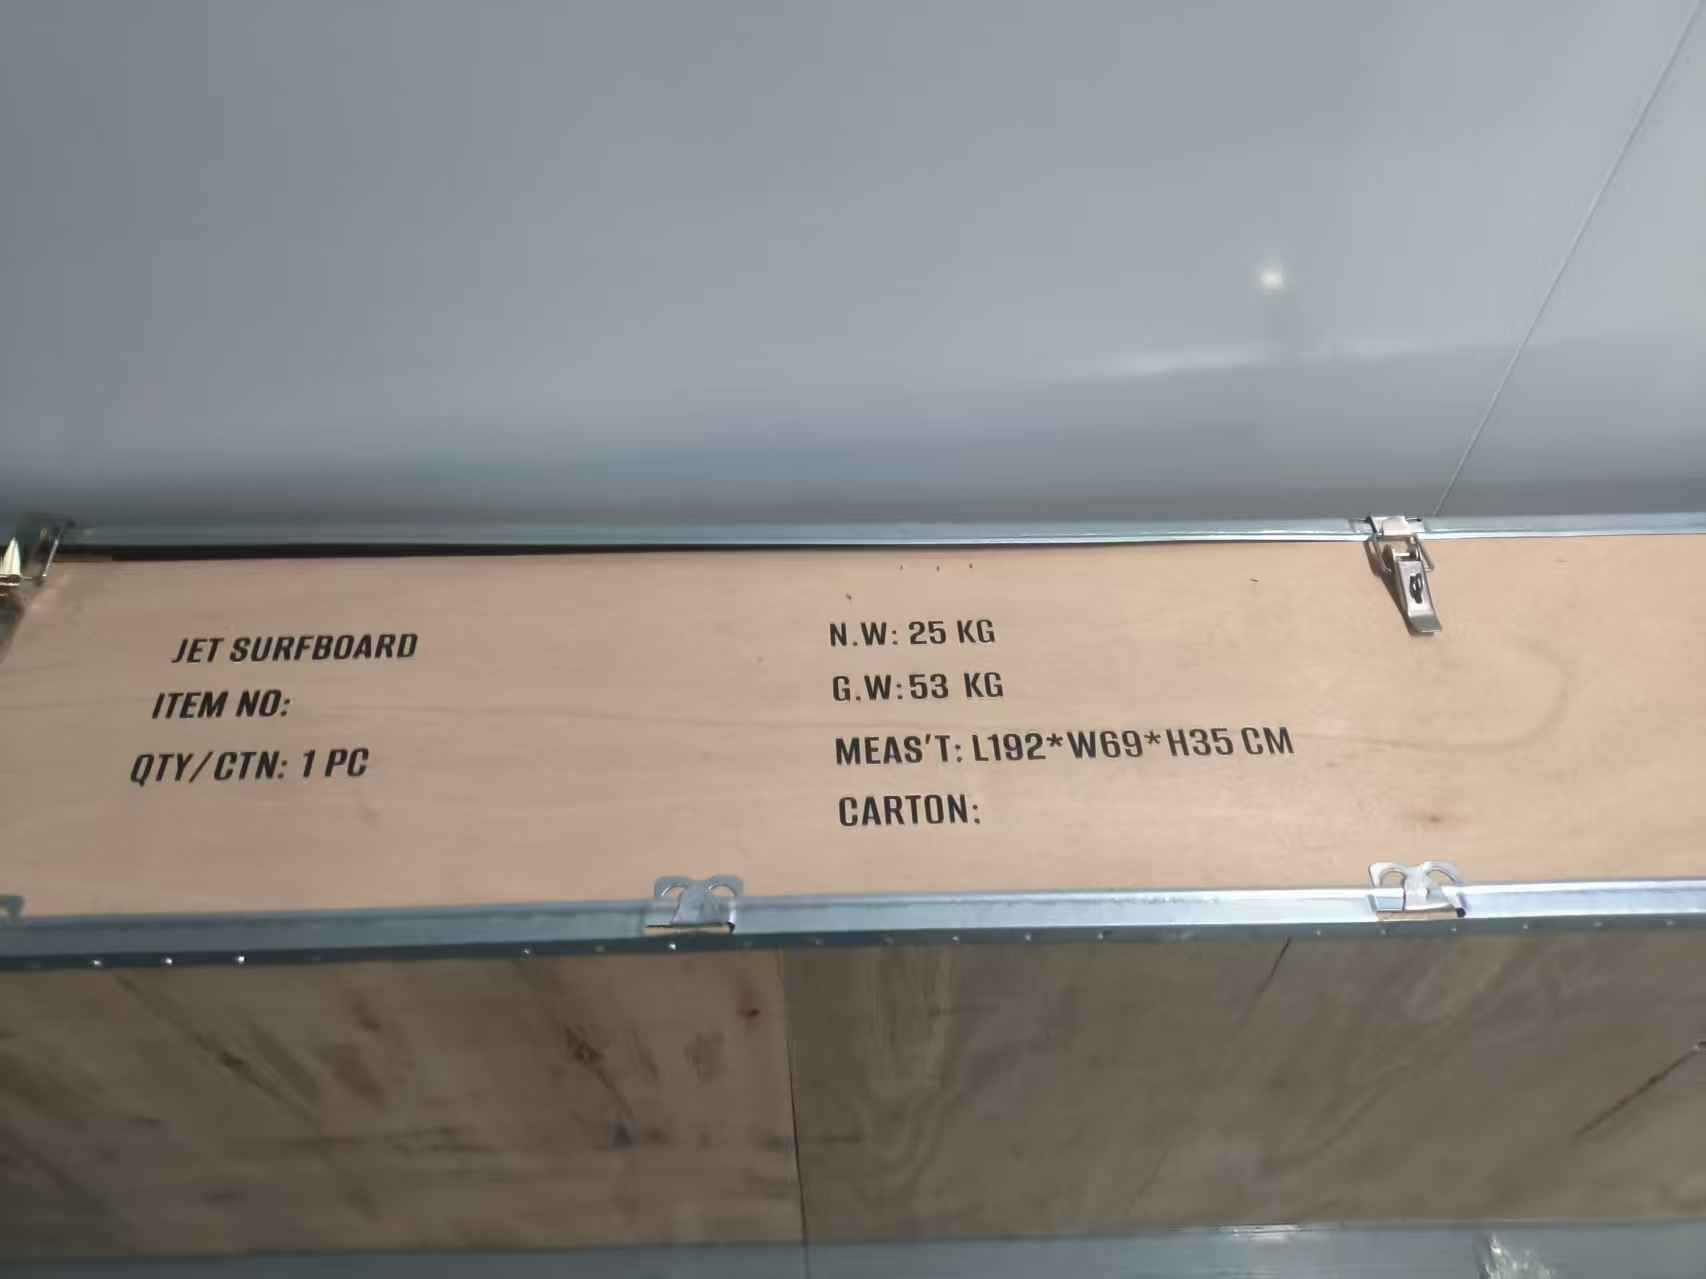 JET SURFBOARD
ITEM NO:
QTY/CTN: 1 PC
N.W: 25 KG
G.W: 53 KG
MEAS'T: L192*W69*H35 CM
CARTON: